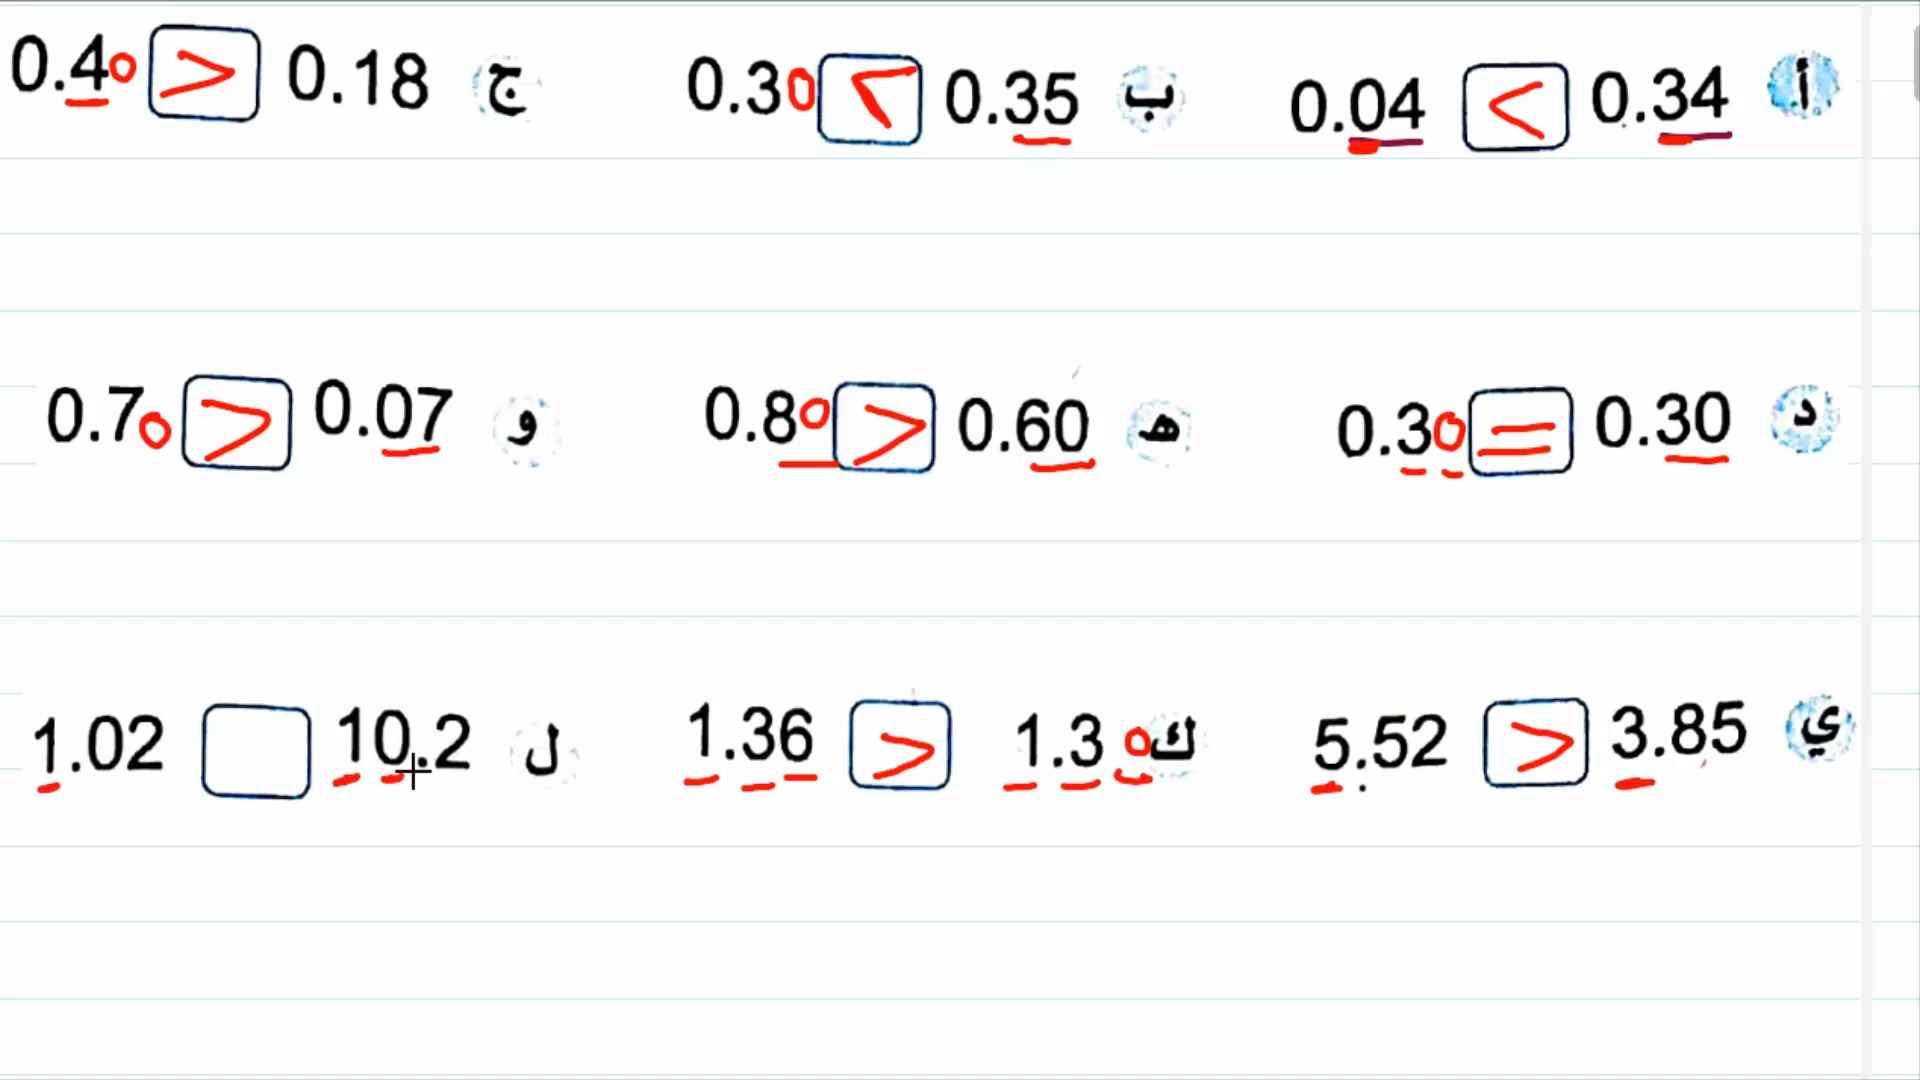 أ 0.04 < 0.34
ب 0.30 < 0.35
ج 0.40 > 0.18
د 0.30 = 0.30
هـ 0.80 > 0.60
و 0.70 > 0.07
ي 5.52 > 3.85
ك 1.36 > 1.30
ل 1.02 10.2